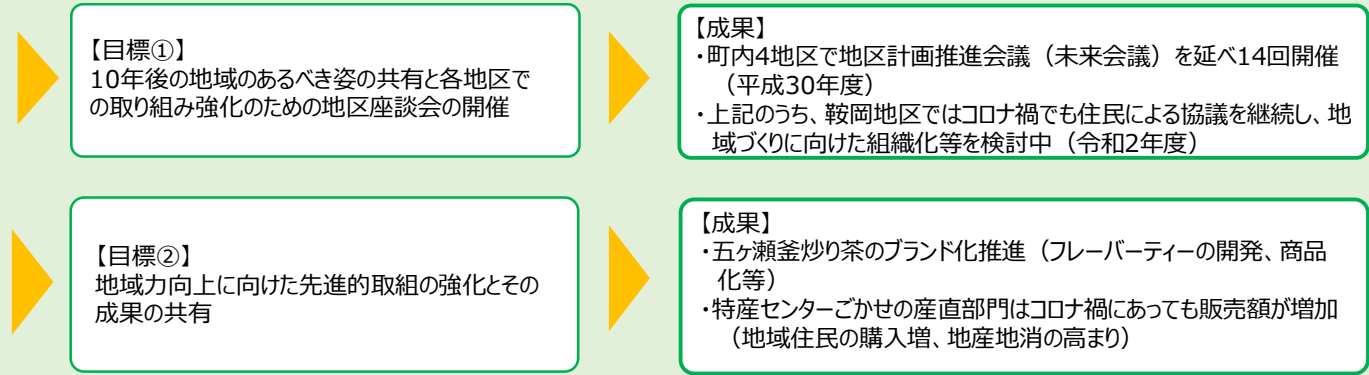 【目標①】
10年後の地域のあるべき姿の共有と各地区で
の取り組み強化のための地区座談会の開催
【成果】
・町内4地区で地区計画推進会議（未来会議）を延べ14回開催
（平成30年度）
・上記のうち、鞍岡地区ではコロナ禍でも住民による協議を継続し、地
域づくりに向けた組織化等を検討中（令和2年度）
【目標②】
地域力向上に向けた先進的取組の強化とその
成果の共有
【成果】
・五ヶ瀬釜炒り茶のブランド化推進（フレーバーティーの開発、商品
化等）
・特産センターごかせの産直部門はコロナ禍にあっても販売額が増加
（地域住民の購入増、地産地消の高まり）